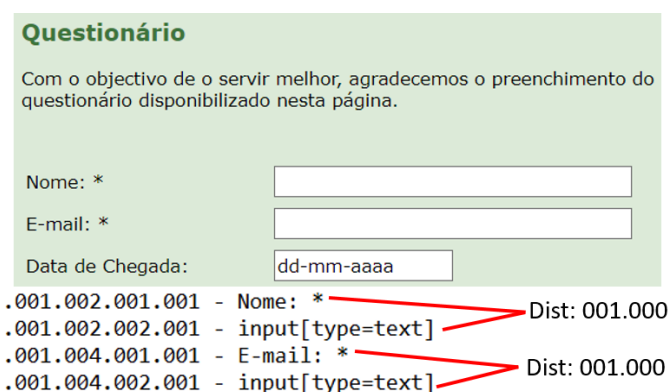 Questionário
Com o objectivo de o servir melhor, agradecemos o preenchimento do
questionário disponibilizado nesta página.
Nome: *
E-mail: *
Data de Chegada: dd-mm-aaaa
.001.002.001.001 - Nome: *
Dist: 001.000
.001.002.002.001 - input[type=text]
.001.004.001.001 - E-mail: *
Dist: 001.000
.001.004.002.001 - input[type=text]